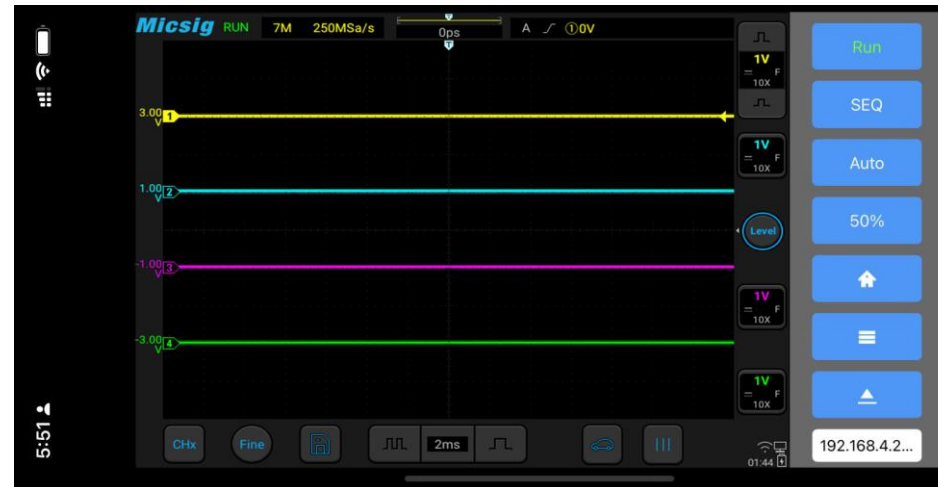 5:51
Micsig RUN 7M 250MSa/s 0ps A ①0V
T
3.00 V 1
1.00 V 2
-1.00 V 3
-3.00 V 4
1V
F
10X
1V
F
10X
Level
1V
F
10X
1V
F
10X
CHx Fine 2ms
01:44
Run
SEQ
Auto
50%
192.168.4.2...